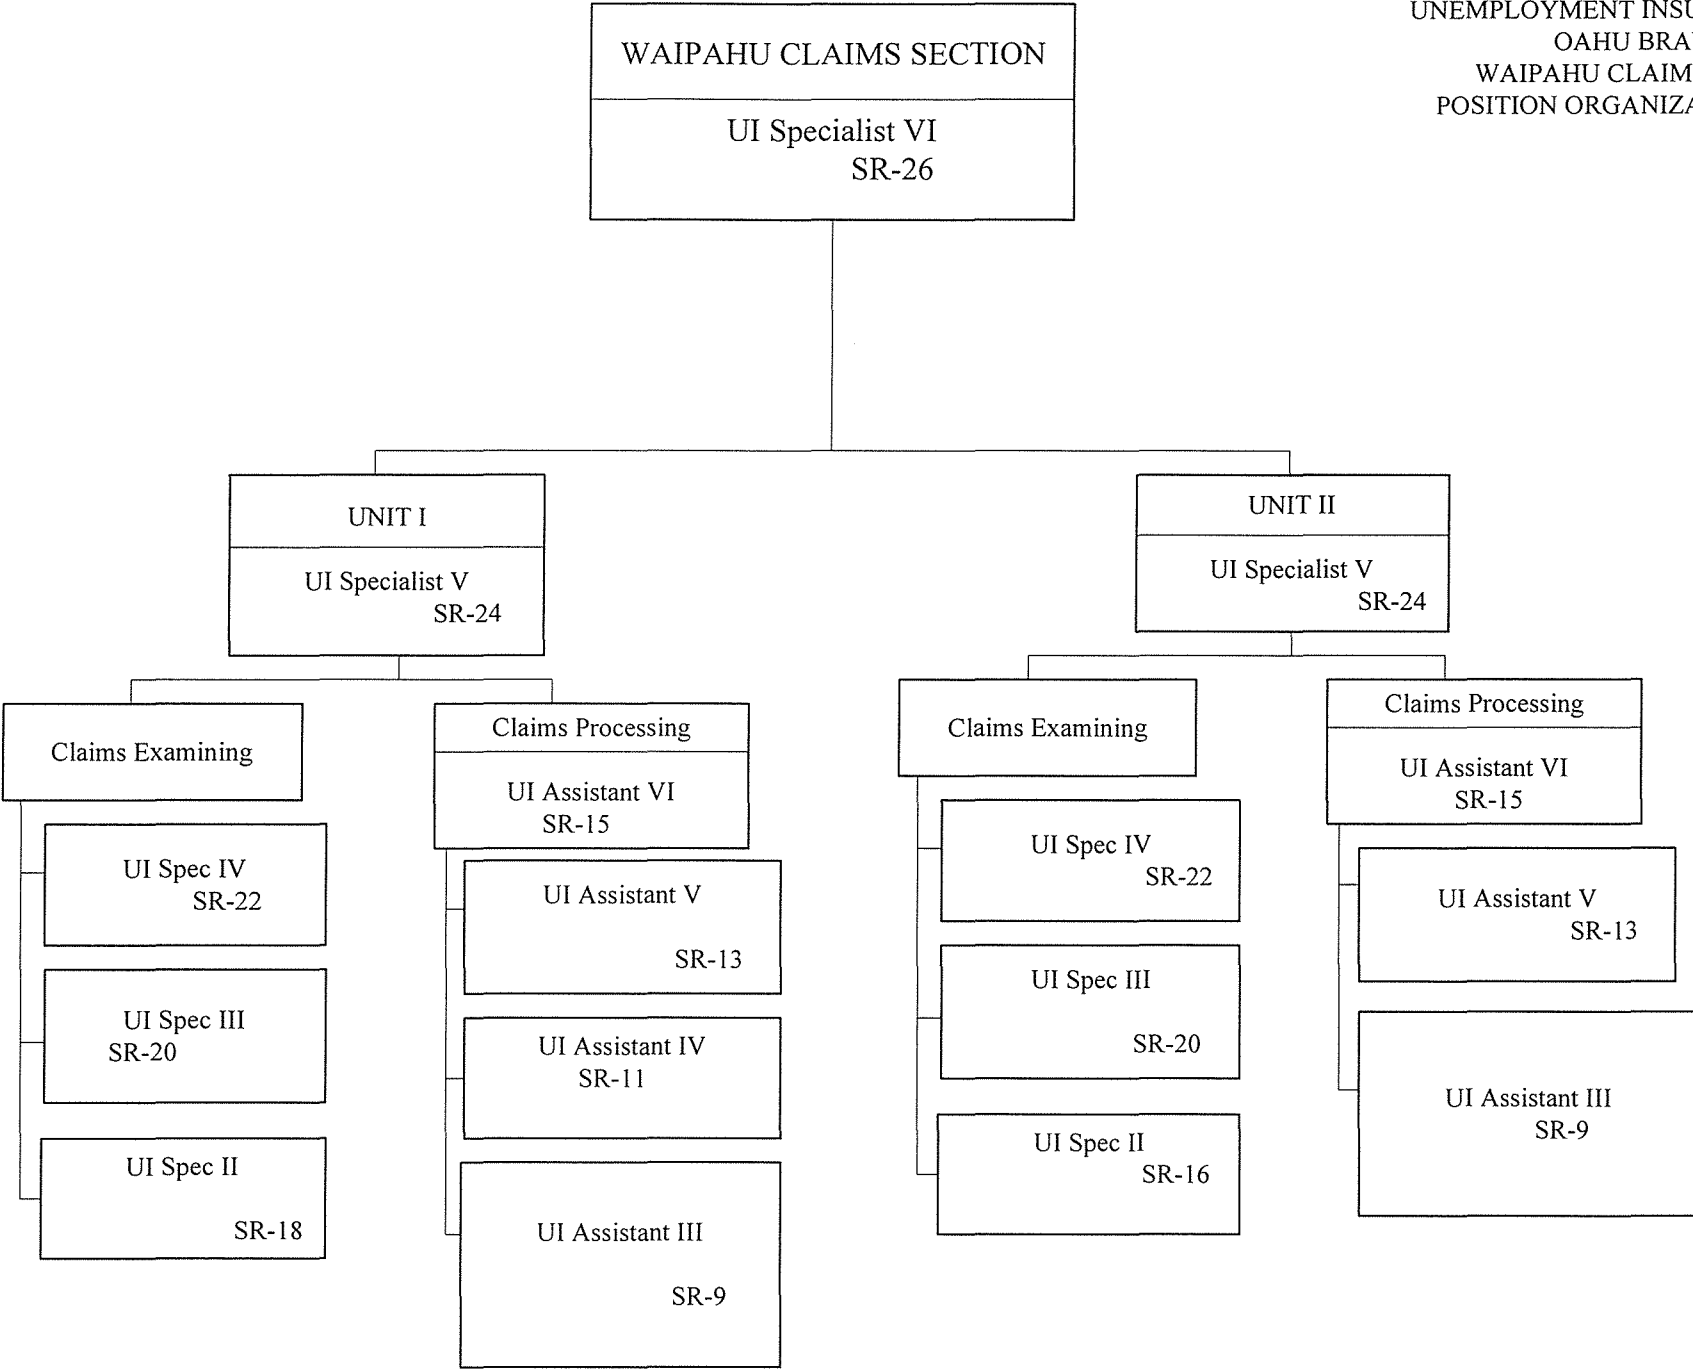 UNEMPLOYMENT INSU
OAHU BRA
WAIPAHU CLAIM
POSITION ORGANIZA
WAIPAHU CLAIMS SECTION
UI Specialist VI
SR-26
UNIT I
UI Specialist V
SR-24
Claims Examining
UI Spec IV
SR-22
UI Spec III
SR-20
UI Spec II
SR-18
Claims Processing
UI Assistant VI
SR-15
UI Assistant V
SR-13
UI Assistant IV
SR-11
UI Assistant III
SR-9
UNIT II
UI Specialist V
SR-24
Claims Examining
UI Spec IV
SR-22
UI Spec III
SR-20
UI Spec II
SR-16
Claims Processing
UI Assistant VI
SR-15
UI Assistant V
SR-13
UI Assistant III
SR-9